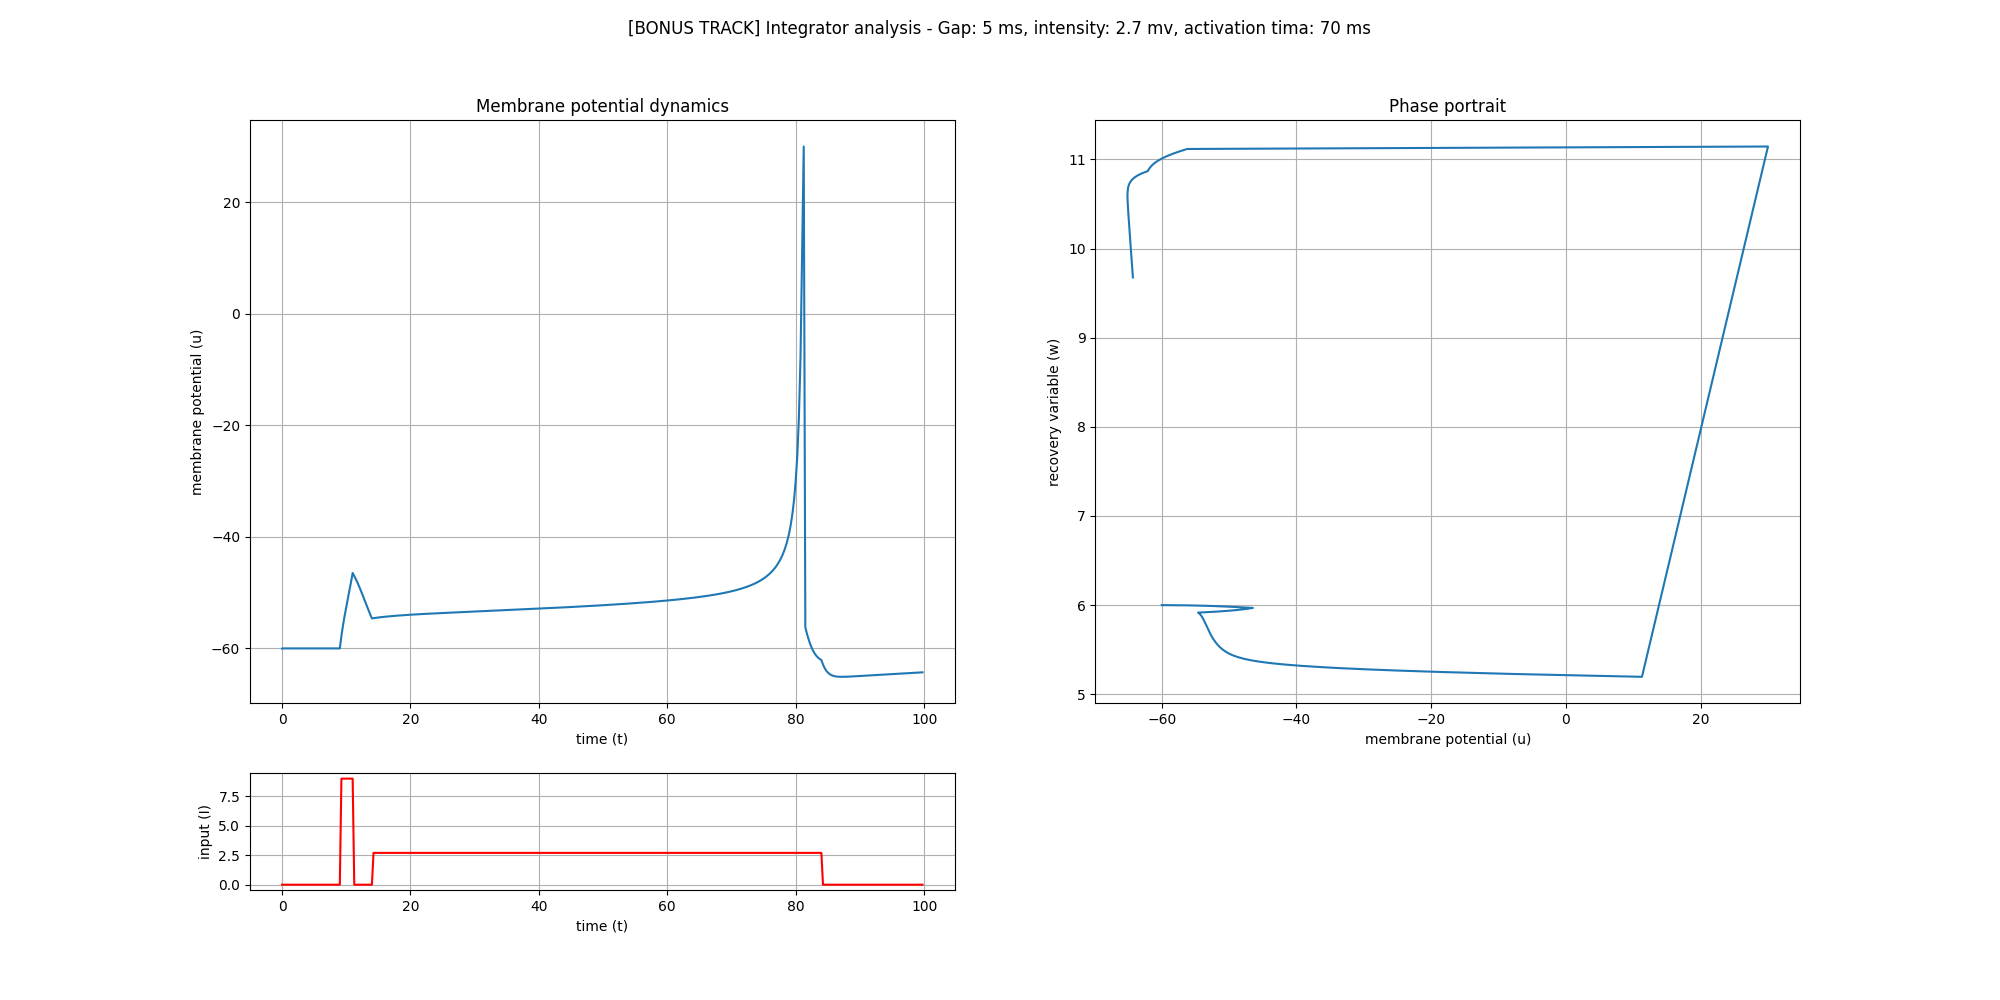 [BONUS TRACK] Integrator analysis - Gap: 5 ms, intensity: 2.7 mv, activation tima: 70 ms
Membrane potential dynamics
membrane potential (u)
20
0
−20
−40
−60
0 20 40 60 80 100
time (t)
Phase portrait
recovery variable (w)
11
10
9
8
7
6
5
−60 −40 −20 0 20
membrane potential (u)
input (I)
7.5
5.0
2.5
0.0
0 20 40 60 80 100
time (t)